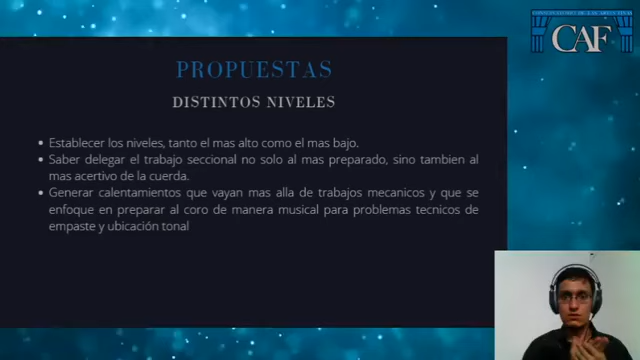 CAF
PROPUESTAS
DISTINTOS NIVELES
Establecer los niveles, tanto el mas alto como el mas bajo.
Saber delegar el trabajo seccional no solo al mas preparado, sino tambien al
mas acertivo de la cuerda.
Generar calentamientos que vayan mas alla de trabajos mecanicos y que se
enfoque en preparar al coro de manera musical para problemas tecnicos de
empaste y ubicación tonal